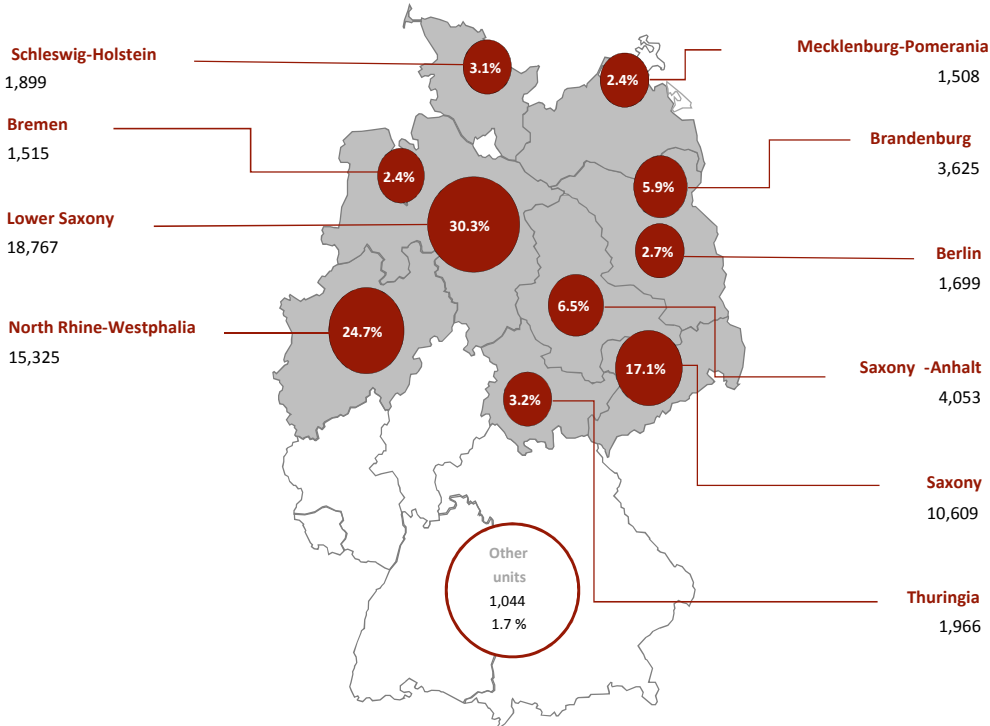 Schleswig-Holstein
1,899
3.1%
Mecklenburg-Pomerania
1,508
2.4%
Bremen
1,515
2.4%
Brandenburg
3,625
5.9%
Lower Saxony
18,767
30.3%
Berlin
1,699
2.7%
North Rhine-Westphalia
15,325
24.7%
Saxony -Anhalt
4,053
6.5%
Saxony
10,609
17.1%
Thuringia
1,966
3.2%
Other
units
1,044
1.7 %